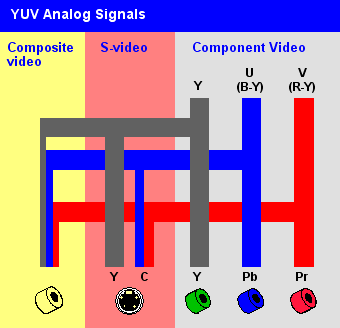 YUV Analog Signals
Composite
video
S-video
Component Video
Y
U
(B-Y)
V
(R-Y)
Y
C
Y
Pb
Pr